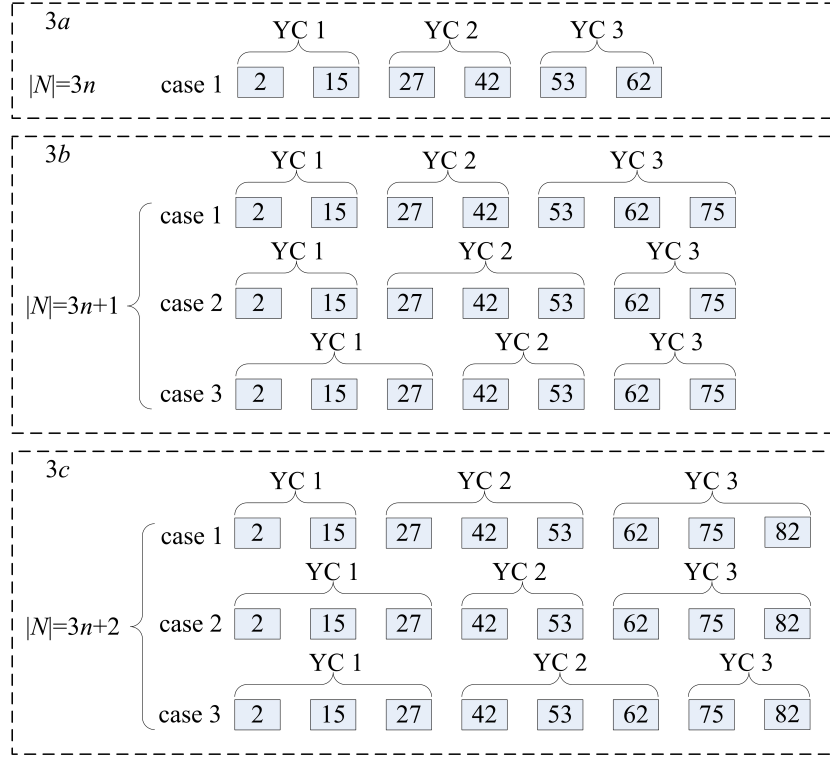 3a
YC 1 YC 2 YC 3
|N|=3n case 1 2 15 27 42 53 62
3b
YC 1 YC 2 YC 3
case 1 2 15 27 42 53 62 75
YC 1 YC 2 YC 3
|N|=3n+1 case 2 2 15 27 42 53 62 75
YC 1 YC 2 YC 3
case 3 2 15 27 42 53 62 75
3c
YC 1 YC 2 YC 3
case 1 2 15 27 42 53 62 75 82
YC 1 YC 2 YC 3
|N|=3n+2 case 2 2 15 27 42 53 62 75 82
YC 1 YC 2 YC 3
case 3 2 15 27 42 53 62 75 82